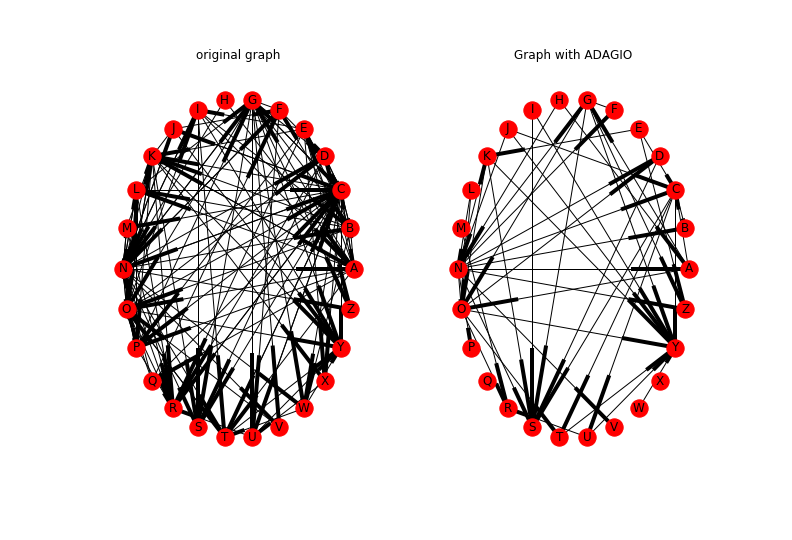 original graph
Graph with ADAGIO
A
B
C
D
E
F
G
H
I
J
K
L
M
N
O
P
Q
R
S
T
U
V
W
X
Y
Z
A
B
C
D
E
F
G
H
I
J
K
L
M
N
O
P
Q
R
S
T
U
V
W
X
Y
Z